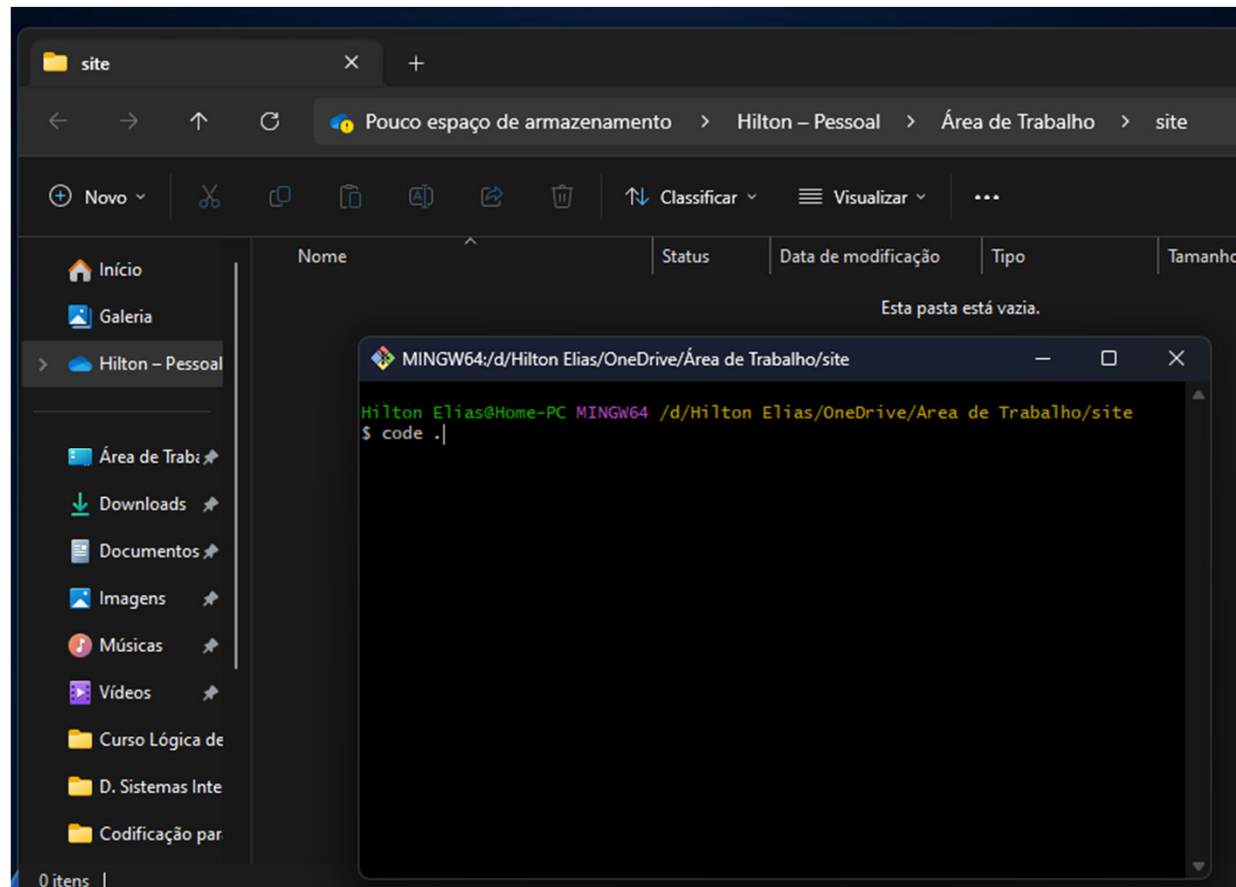 site
Pouco espaço de armazenamento > Hilton – Pessoal > Área de Trabalho > site
Novo Classificar Visualizar
Nome Status Data de modificação Tipo Tamanho
Início
Galeria
Hilton – Pessoal
Área de Traba
Downloads
Documentos
Imagens
Músicas
Vídeos
Curso Lógica de
D. Sistemas Inte
Codificação par
0 itens
Esta pasta está vazia.
MINGW64:/d/Hilton Elias/OneDrive/Área de Trabalho/site
Hilton Elias@Home-PC MINGW64 /d/Hilton Elias/OneDrive/Área de Trabalho/site
$ code .